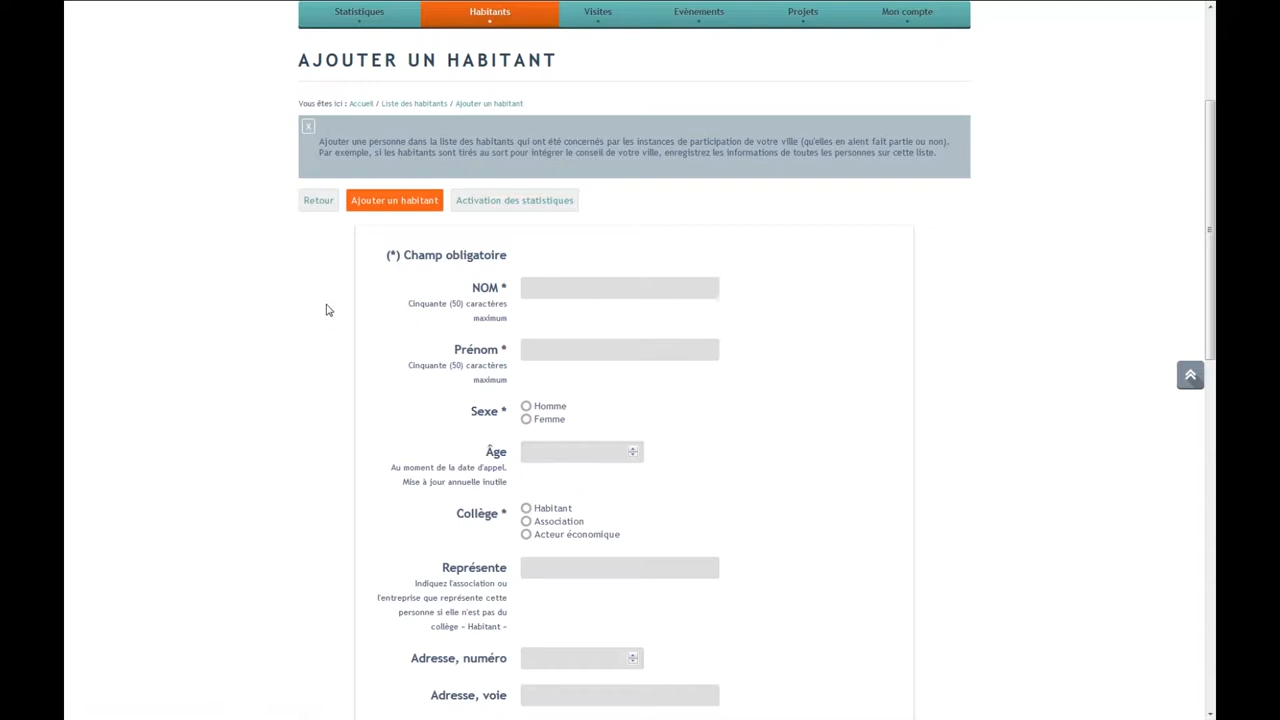 Statistiques Habitants Visites Evènements Projets Mon compte
AJOUTER UN HABITANT
Vous êtes ici : Accueil / Liste des habitants / Ajouter un habitant
X
Ajouter une personne dans la liste des habitants qui ont été concernés par les instances de participation de votre ville (qu'elles en aient fait partie ou non).
Par exemple, si les habitants sont tirés au sort pour intégrer le conseil de votre ville, enregistrez les informations de toutes les personnes sur cette liste.
Retour Ajouter un habitant Activation des statistiques
(*) Champ obligatoire
NOM *
Cinquante (50) caractères
maximum
Prénom *
Cinquante (50) caractères
maximum
Sexe *
Homme
Femme
Âge
Au moment de la date d'appel.
Mise à jour annuelle inutile
Collège *
Habitant
Association
Acteur économique
Représente
Indiquez l'association ou
l'entreprise que représente cette
personne si elle n'est pas du
collège « Habitant »
Adresse, numéro
Adresse, voie